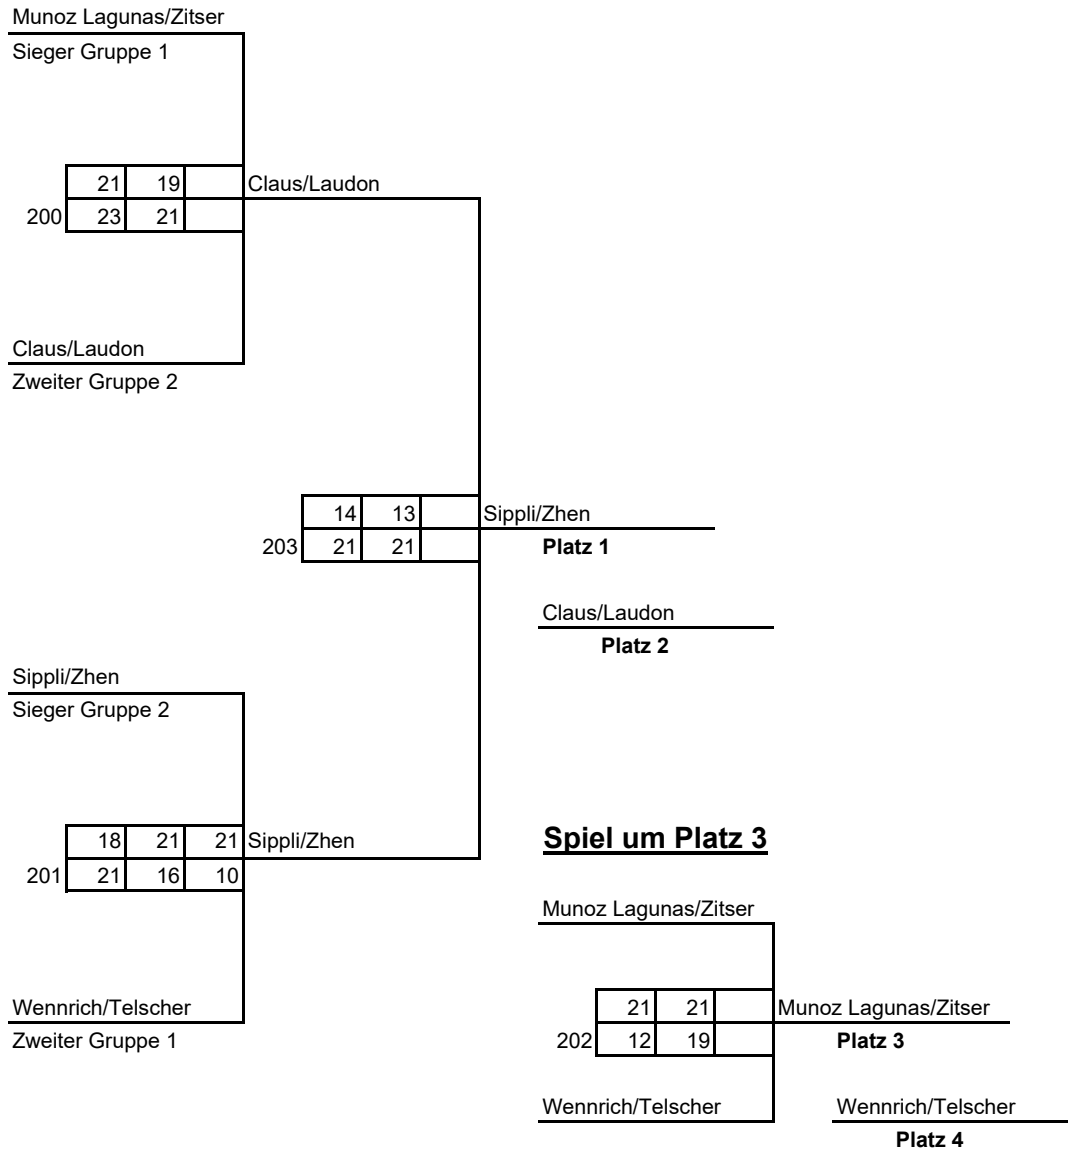 Munoz Lagunas/Zitser
Sieger Gruppe 1
21 19 Claus/Laudon
200 23 21
Claus/Laudon
Zweiter Gruppe 2
14 13 Sippli/Zhen
203 21 21 Platz 1
Claus/Laudon
Platz 2
Sippli/Zhen
Sieger Gruppe 2
18 21 21 Sippli/Zhen
201 21 16 10
Wennrich/Telscher
Zweiter Gruppe 1
Spiel um Platz 3
Munoz Lagunas/Zitser
21 21 Munoz Lagunas/Zitser
202 12 19 Platz 3
Wennrich/Telscher
Wennrich/Telscher
Platz 4